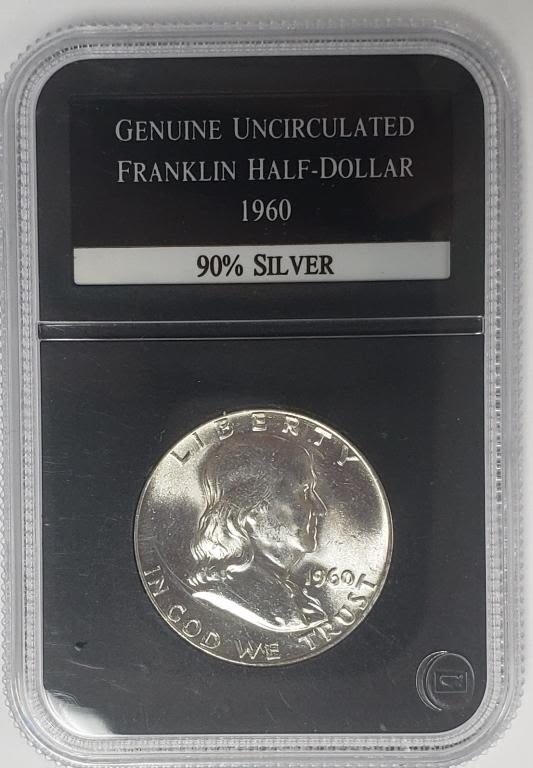 GENUINE UNCIRCULATED
FRANKLIN HALF-DOLLAR
1960
90% SILVER
LIBERTY
1960
IN GOD WE TRUST